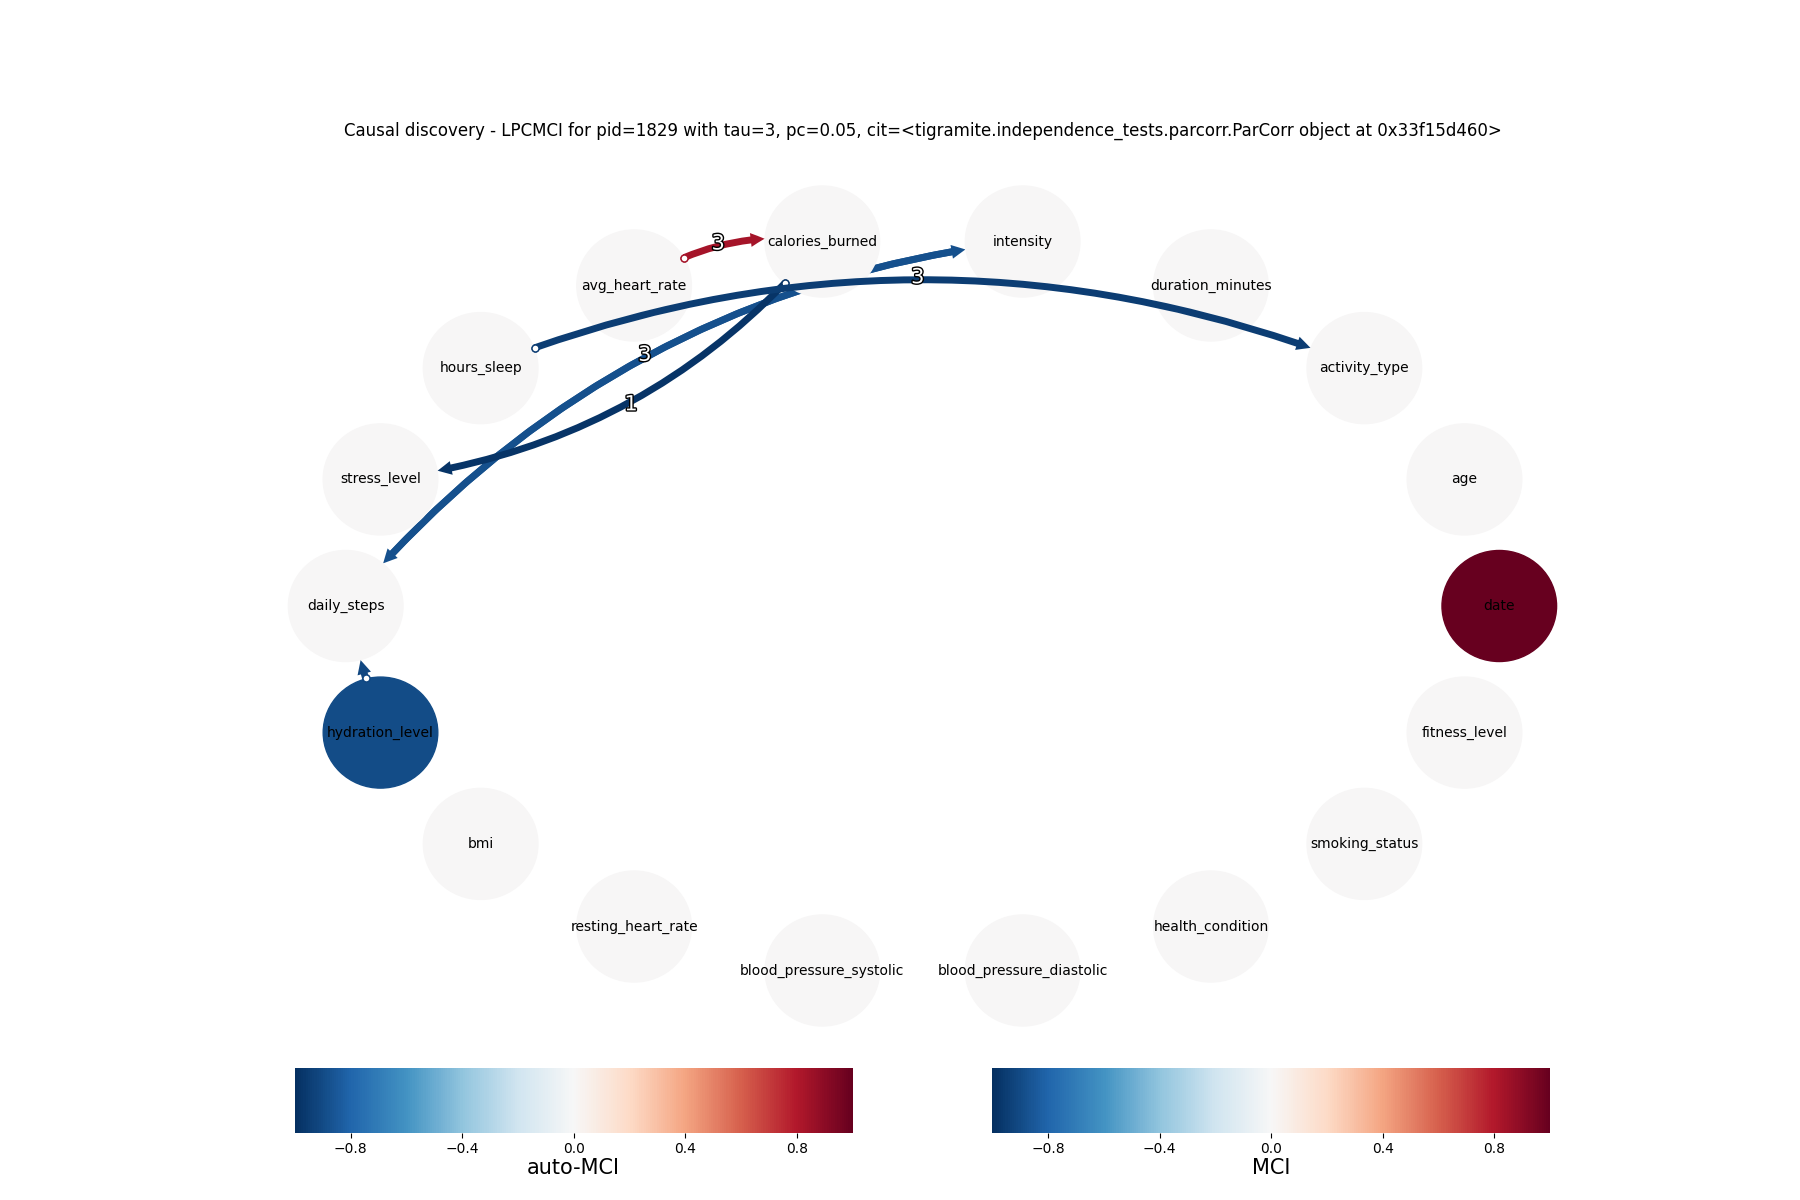 Causal discovery - LPCMCI for pid=1829 with tau=3, pc=0.05, cit=<tigramite.independence_tests.parcorr.ParCorr object at 0x33f15d460>
calories_burned
intensity
3
avg_heart_rate
duration_minutes
3
hours_sleep
activity_type
3
1
stress_level
age
daily_steps
date
hydration_level
fitness_level
bmi
smoking_status
resting_heart_rate
health_condition
blood_pressure_systolic
blood_pressure_diastolic
−0.8 −0.4 0.0 0.4 0.8
auto-MCI
−0.8 −0.4 0.0 0.4 0.8
MCI